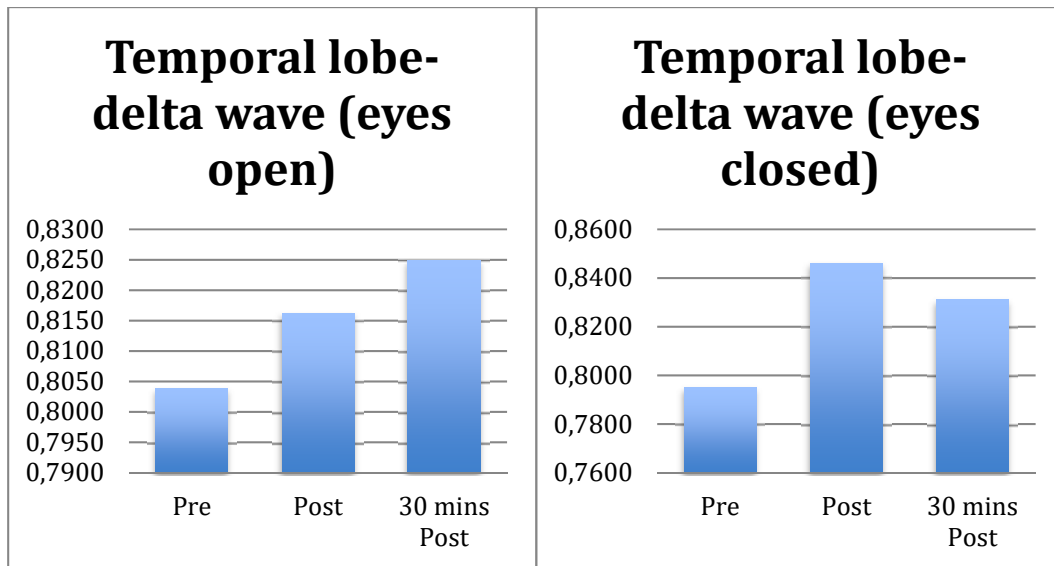 Temporal lobe-
delta wave (eyes
open)
0,8300
0,8250
0,8200
0,8150
0,8100
0,8050
0,8000
0,7950
0,7900
Pre
Post
30 mins
Post
Temporal lobe-
delta wave (eyes
closed)
0,8600
0,8400
0,8200
0,8000
0,7800
0,7600
Pre
Post
30 mins
Post